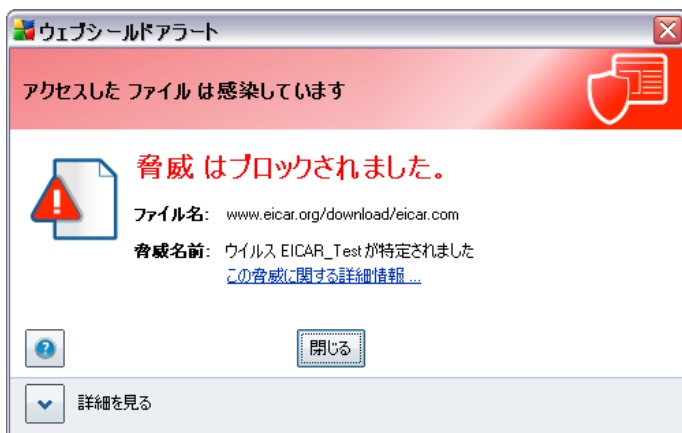 ウェブシールドアラート
アクセスした ファイル は感染しています
脅威 はブロックされました。
ファイル名: www.eicar.org/download/eicar.com
脅威名前: ウイルス EICAR_Test が特定されました
この脅威に関する詳細情報 ...
閉じる
詳細を見る